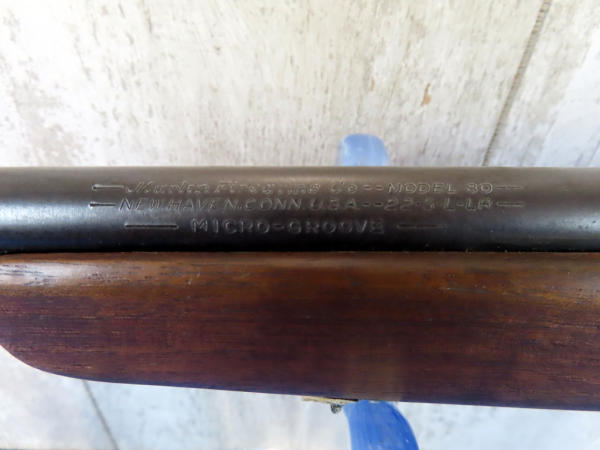 Marlin Firearms Co -- MODEL 80 —
— NEW HAVEN.CONN.U.S.A.--22-S-L-LR —
— MICRO-GROOVE —